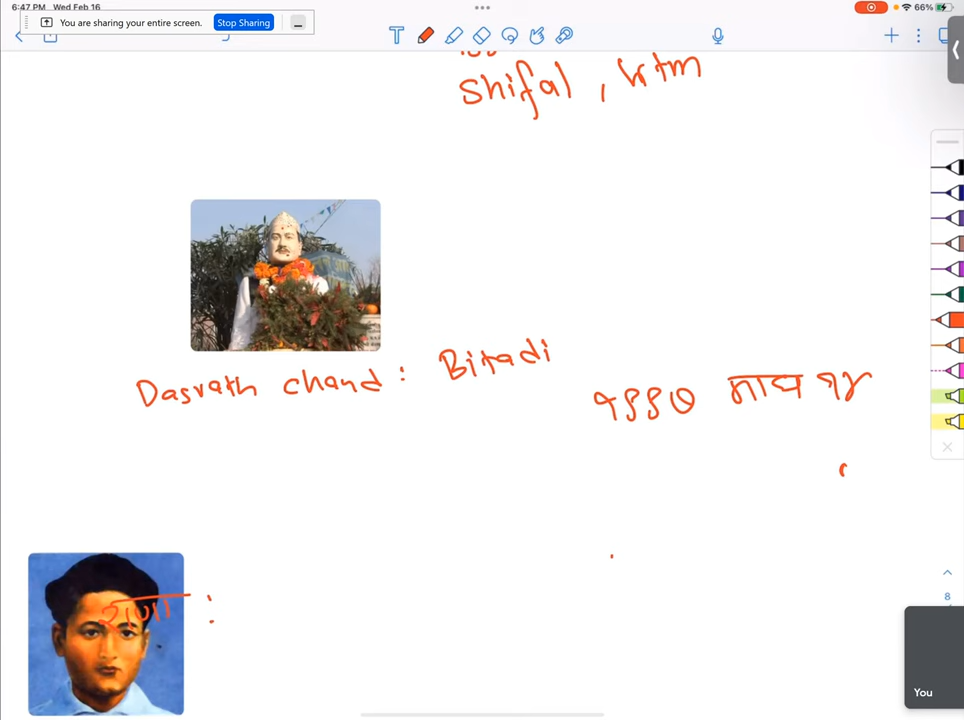 6:47 PM Wed Feb 16
66%
You are sharing your entire screen.
Stop Sharing
T
shifal , ktm
Dasrath chand : Bitadi
१९९७ माघ १४
:
8
You